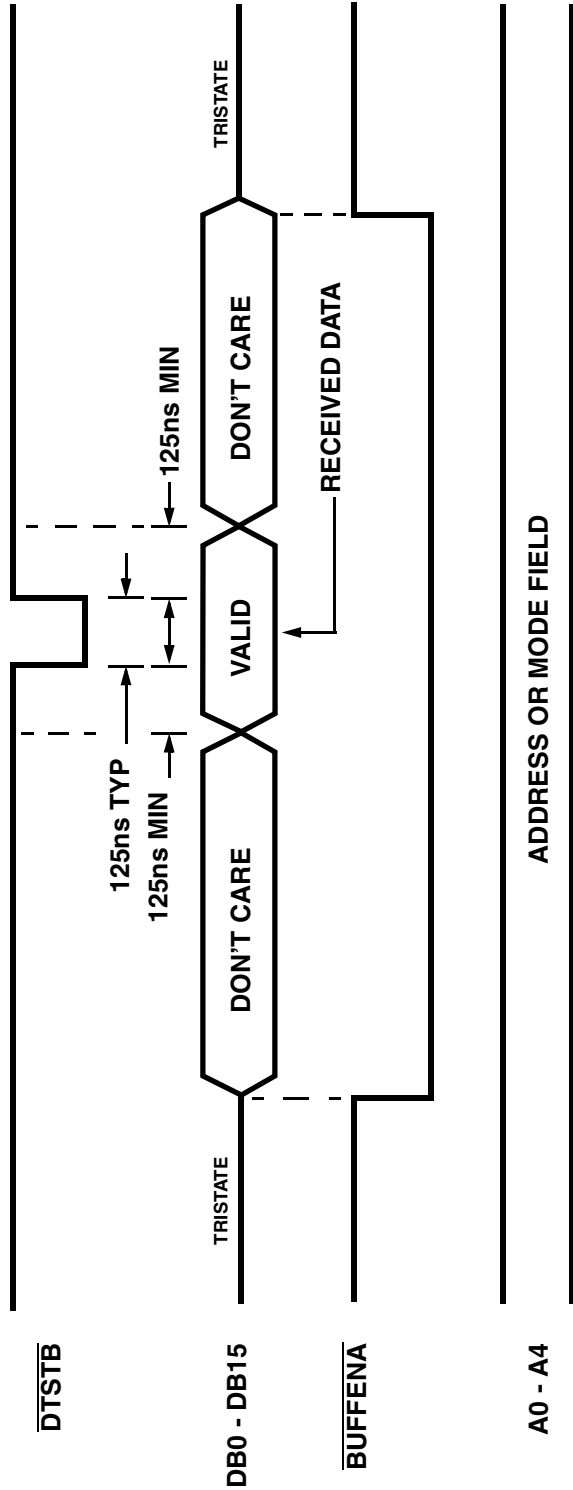 DTSTB
125ns TYP
125ns MIN
125ns MIN
DB0 - DB15
TRISTATE
DON'T CARE
VALID
DON'T CARE
TRISTATE
RECEIVED DATA
BUFFENA
A0 - A4
ADDRESS OR MODE FIELD